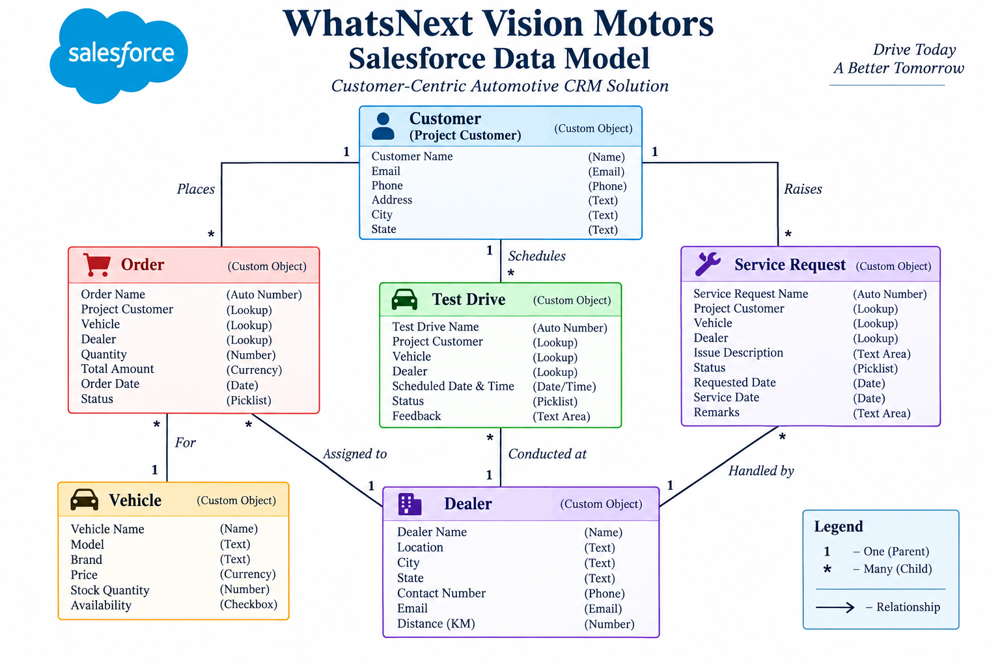 salesforce
WhatsNext Vision Motors
Salesforce Data Model
Customer-Centric Automotive CRM Solution
Drive Today
A Better Tomorrow
Customer
(Project Customer)
(Custom Object)
Customer Name (Name)
Email (Email)
Phone (Phone)
Address (Text)
City (Text)
State (Text)
1
Places
*
1
Schedules
*
1
Raises
*
Order (Custom Object)
Order Name (Auto Number)
Project Customer (Lookup)
Vehicle (Lookup)
Dealer (Lookup)
Quantity (Number)
Total Amount (Currency)
Order Date (Date)
Status (Picklist)
Test Drive (Custom Object)
Test Drive Name (Auto Number)
Project Customer (Lookup)
Vehicle (Lookup)
Dealer (Lookup)
Scheduled Date & Time (Date/Time)
Status (Picklist)
Feedback (Text Area)
Service Request (Custom Object)
Service Request Name (Auto Number)
Project Customer (Lookup)
Vehicle (Lookup)
Dealer (Lookup)
Issue Description (Text Area)
Status (Picklist)
Requested Date (Date)
Service Date (Date)
Remarks (Text Area)
*
For
1
*
Assigned to
1
*
Conducted at
1
*
Handled by
1
Vehicle (Custom Object)
Vehicle Name (Name)
Model (Text)
Brand (Text)
Price (Currency)
Stock Quantity (Number)
Availability (Checkbox)
Dealer (Custom Object)
Dealer Name (Name)
Location (Text)
City (Text)
State (Text)
Contact Number (Phone)
Email (Email)
Distance (KM) (Number)
Legend
1 – One (Parent)
* – Many (Child)
– Relationship